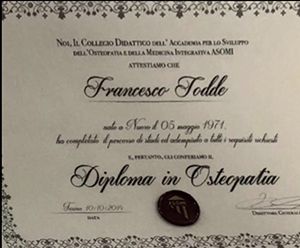 Noi, Il Collegio Didattico dell'Accademia per lo Sviluppo
dell'Osteopatia e della Medicina Integrativa ASOMI
attestiamo che
Francesco Todde
nato a Nuoro il 05 maggio 1971,
ha completato il percorso di studi ed adempiuto a tutti i requisiti richiesti
e, pertanto, gli conferiamo il
Diploma in Osteopatia
10-10-2014
data
Direttore